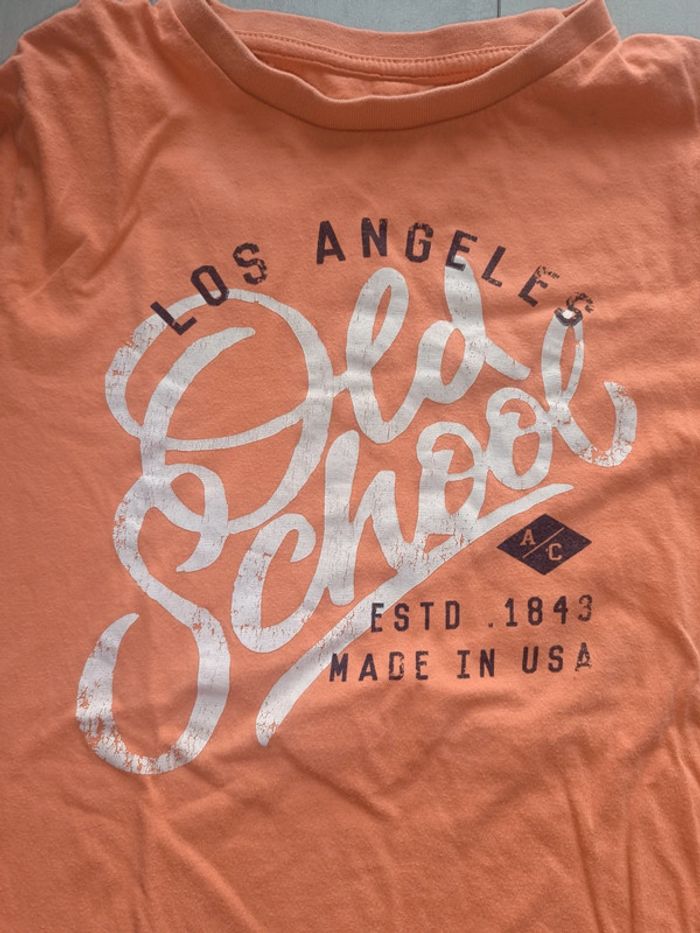 LOS ANGELES
Old
School
A/C
ESTD .1843
MADE IN USA